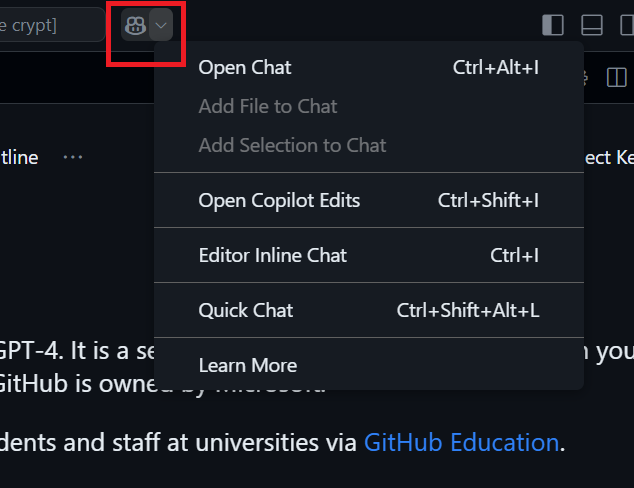 e crypt]
Open Chat Ctrl+Alt+I
Add File to Chat
Add Selection to Chat
tline ... ect Ke
Open Copilot Edits Ctrl+Shift+I
Editor Inline Chat Ctrl+I
Quick Chat Ctrl+Shift+Alt+L
GPT-4. It is a se n you
Learn More
GitHub is owned by Microsoft.
dents and staff at universities via GitHub Education.